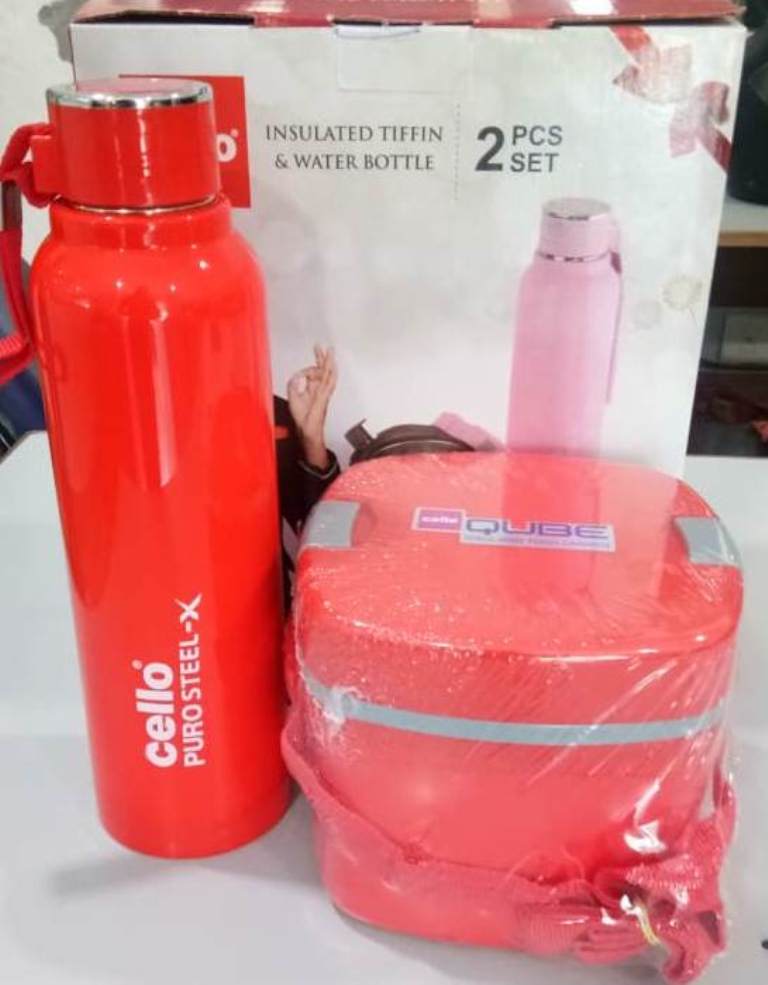 INSULATED TIFFIN
& WATER BOTTLE
2 PCS
SET
cello
PURO STEEL-X
cello QUBE